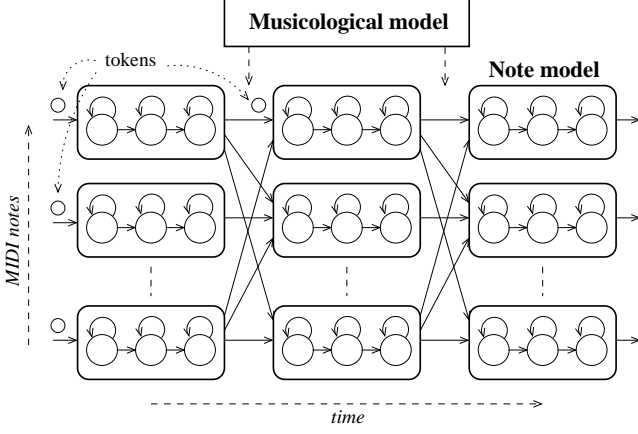 Musicological model
tokens
Note model
MIDI notes
time